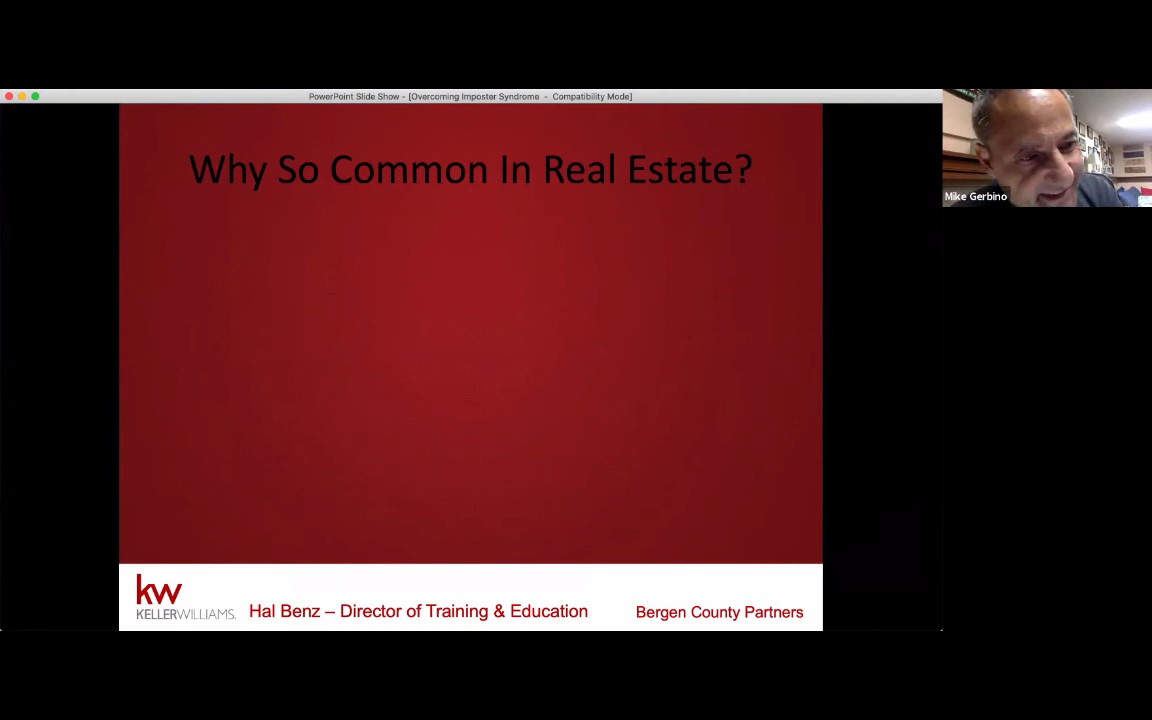 PowerPoint Slide Show - [Overcoming Imposter Syndrome - Compatibility Mode]
Why So Common In Real Estate?
Mike Gerbino
kw
KELLERWILLIAMS.
Hal Benz – Director of Training & Education
Bergen County Partners